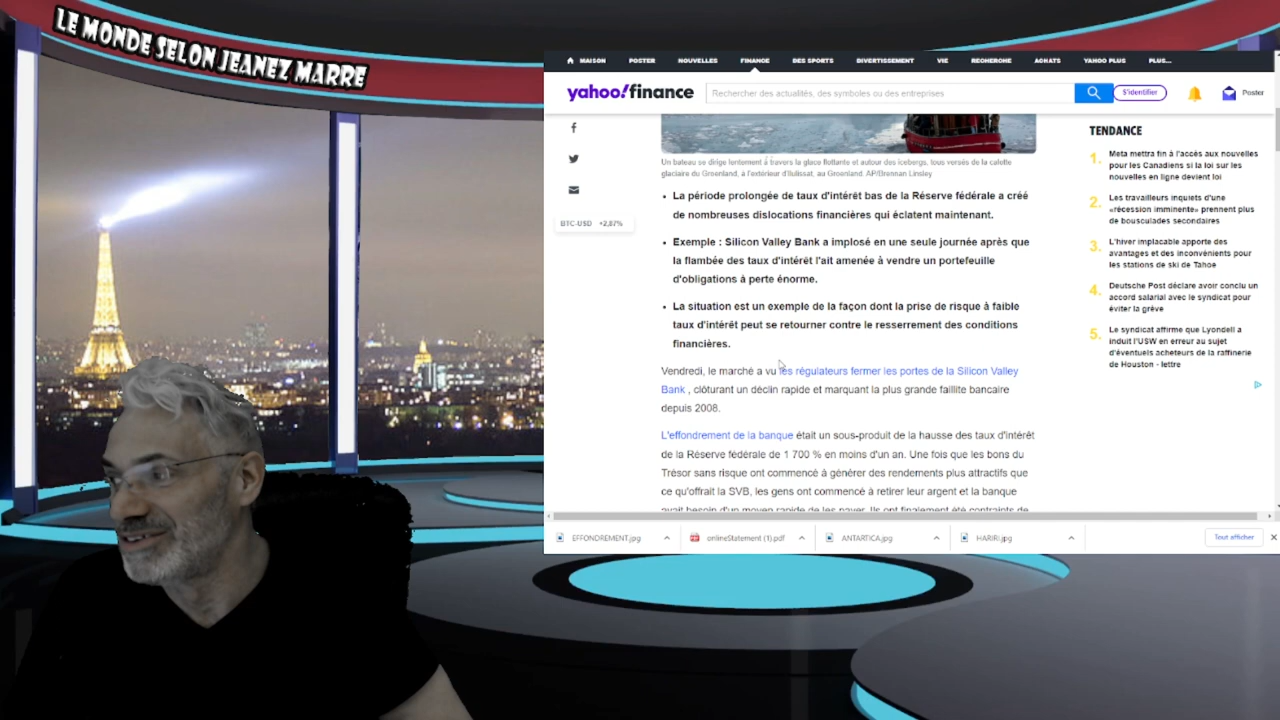 LE MONDE SELON JEANEZ MARRE
MAISON POSTER NOUVELLES FINANCE DES SPORTS DIVERTISSEMENT VIE RECHERCHE ACHATS YAHOO PLUS PLUS...
yahoo!finance
Rechercher des actualités, des symboles ou des entreprises
S'identifier
Poster
BTC-USD +2,87%
Un bateau se dirige lentement à travers la glace flottante et autour des icebergs, tous versés de la calotte
glaciaire du Groenland, à l'extérieur d'Ilulissat, au Groenland. AP/Brennan Linsley
• La période prolongée de taux d'intérêt bas de la Réserve fédérale a créé
de nombreuses dislocations financières qui éclatent maintenant.
• Exemple : Silicon Valley Bank a implosé en une seule journée après que
la flambée des taux d'intérêt l'ait amenée à vendre un portefeuille
d'obligations à perte énorme.
• La situation est un exemple de la façon dont la prise de risque à faible
taux d'intérêt peut se retourner contre le resserrement des conditions
financières.
Vendredi, le marché a vu les régulateurs fermer les portes de la Silicon Valley
Bank , clôturant un déclin rapide et marquant la plus grande faillite bancaire
depuis 2008.
L'effondrement de la banque était un sous-produit de la hausse des taux d'intérêt
de la Réserve fédérale de 1 700 % en moins d'un an. Une fois que les bons du
Trésor sans risque ont commencé à générer des rendements plus attractifs que
ce qu'offrait la SVB, les gens ont commencé à retirer leur argent et la banque
avait besoin d'un moyen rapide de les payer. Ils ont finalement été contraints de
TENDANCE
1. Meta mettra fin à l'accès aux nouvelles
pour les Canadiens si la loi sur les
nouvelles en ligne devient loi
2. Les travailleurs inquiets d'une
«récession imminente» prennent plus
de bousculades secondaires
3. L'hiver implacable apporte des
avantages et des inconvénients pour
les stations de ski de Tahoe
4. Deutsche Post déclare avoir conclu un
accord salarial avec le syndicat pour
éviter la grève
5. Le syndicat affirme que Lyondell a
induit l'USW en erreur au sujet
d'éventuels acheteurs de la raffinerie
de Houston - lettre
EFFONDREMENT.jpg
onlineStatement (1).pdf
ANTARTICA.jpg
HARIRI.jpg
Tout afficher